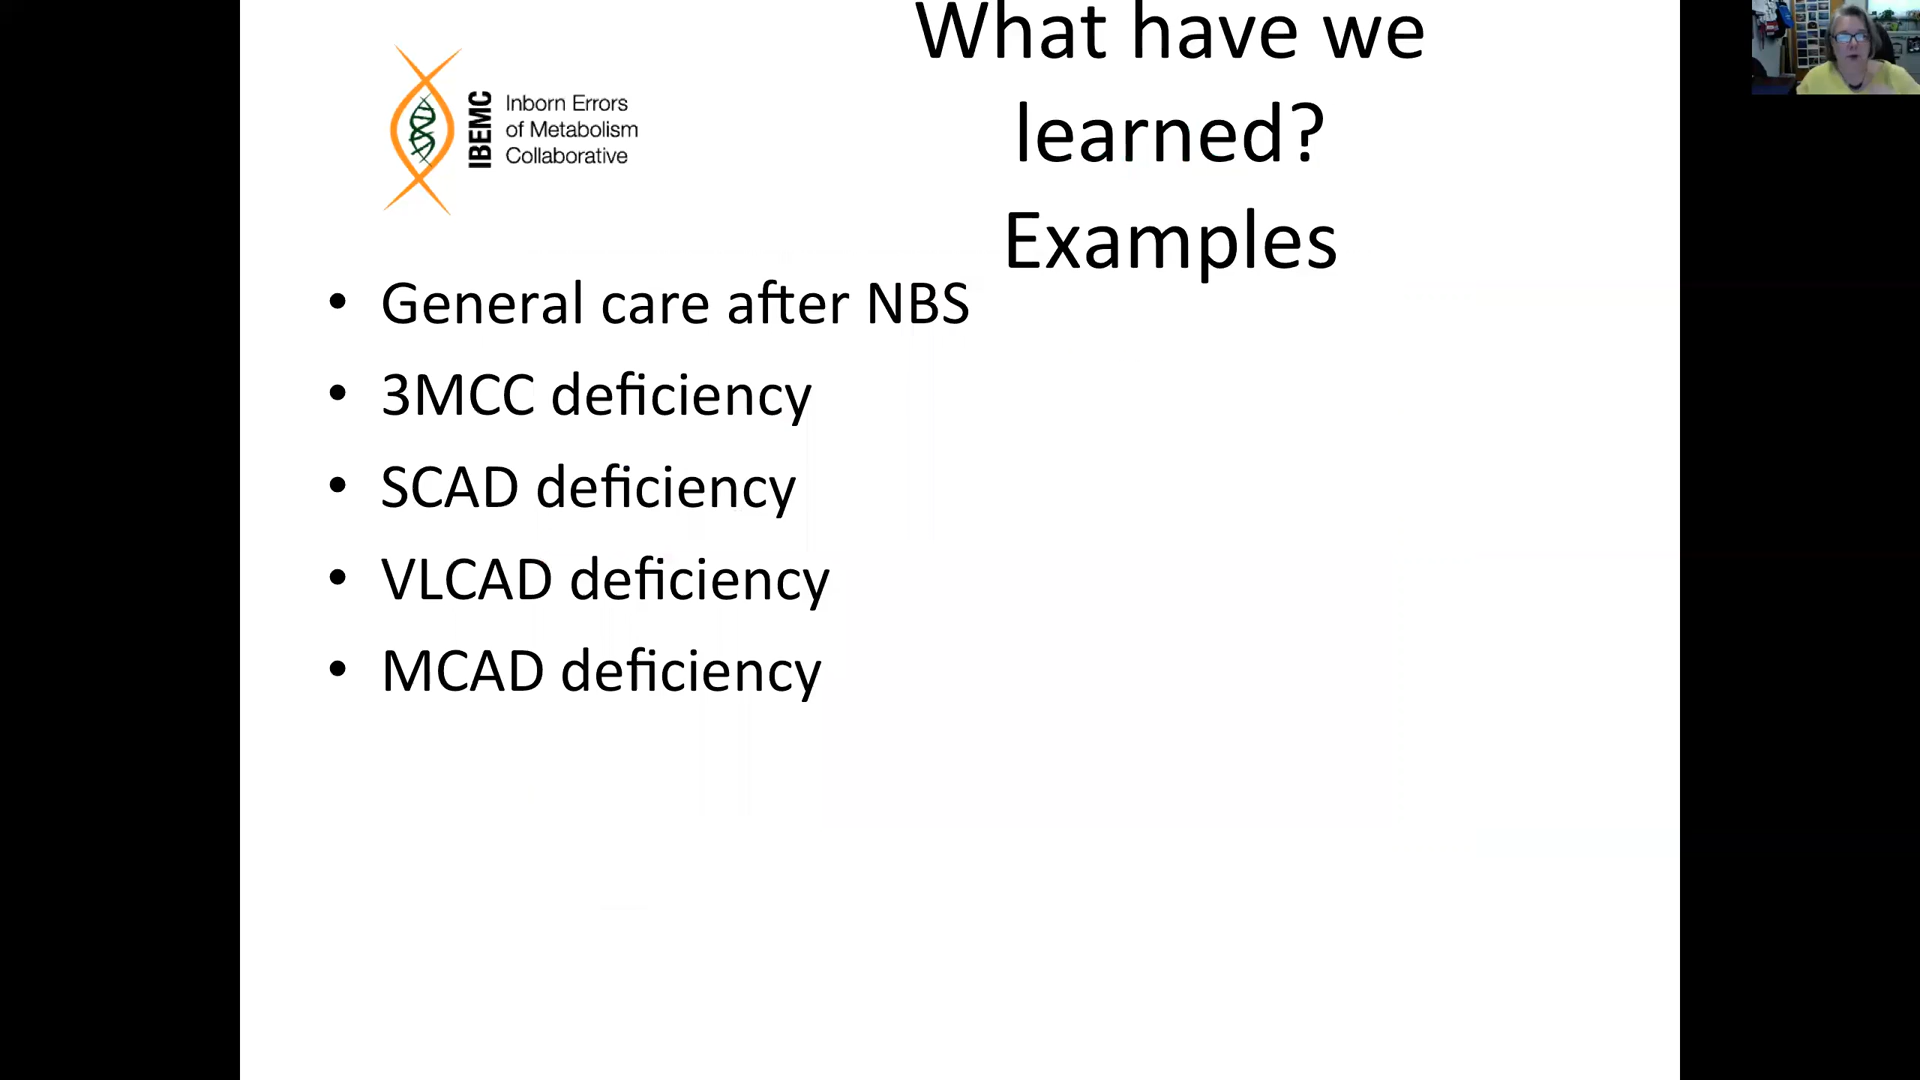 What have we
learned?
Examples
IBEMC
Inborn Errors
of Metabolism
Collaborative
• General care after NBS
• 3MCC deficiency
• SCAD deficiency
• VLCAD deficiency
• MCAD deficiency